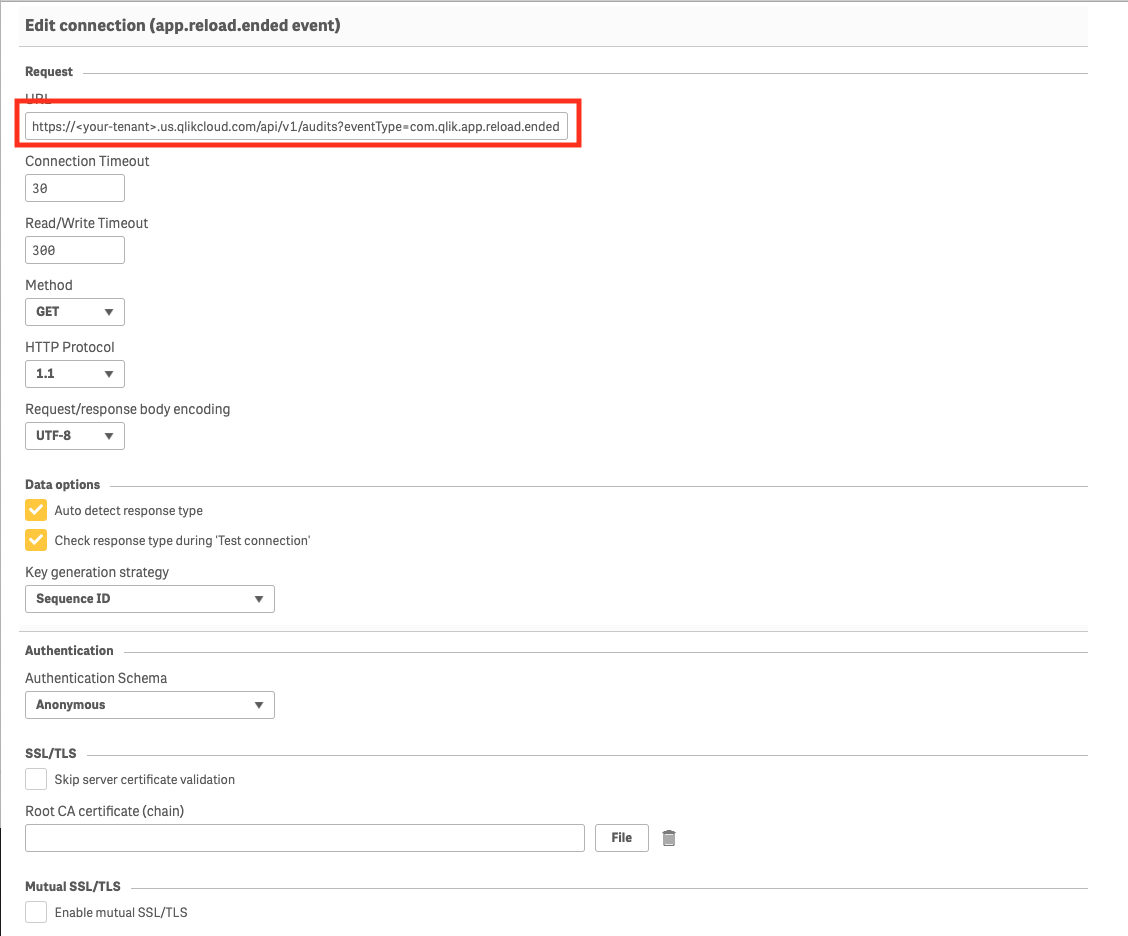 Edit connection (app.reload.ended event)
Request
URL
https://<your-tenant>.us.qlikcloud.com/api/v1/audits?eventType=com.qlik.app.reload.ended
Connection Timeout
30
Read/Write Timeout
300
Method
GET
HTTP Protocol
1.1
Request/response body encoding
UTF-8
Data options
Auto detect response type
Check response type during 'Test connection'
Key generation strategy
Sequence ID
Authentication
Authentication Schema
Anonymous
SSL/TLS
Skip server certificate validation
Root CA certificate (chain)
File
Mutual SSL/TLS
Enable mutual SSL/TLS